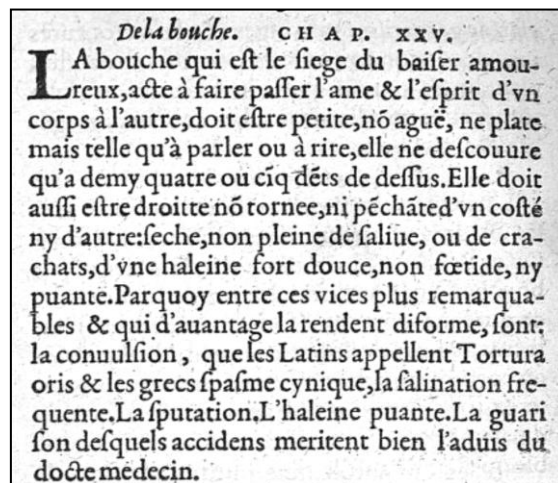 De la bouche. CHAP. XXV.
LA bouche qui eſt le ſiege du baiſer amou-
reux,acte à faire paſſer l'ame & l'eſprit d'vn
corps à l'autre,doit eſtre petite,nō aguë, ne plate
mais telle qu'à parler ou à rire,elle ne deſcouure
qu'a demy quatre ou cīq dēts de deſſus.Elle doit
auſſi eſtre droitte nō tornee,ni pēchāte d'vn coſté
ny d'autre:ſeche,non pleine de ſaliue, ou de cra-
chats,d'vne haleine fort douce,non fœtide, ny
puante.Parquoy entre ces vices plus remarqua-
bles & qui d'auantage la rendent diforme, ſont:
la conuulſion, que les Latins appellent Tortura
oris & les grecs ſpaſme cynique,la ſalination fre-
quente,La ſputation,L'haleine puante.La guari
ſon deſquels accidens meritent bien l'aduis du
docte medecin.